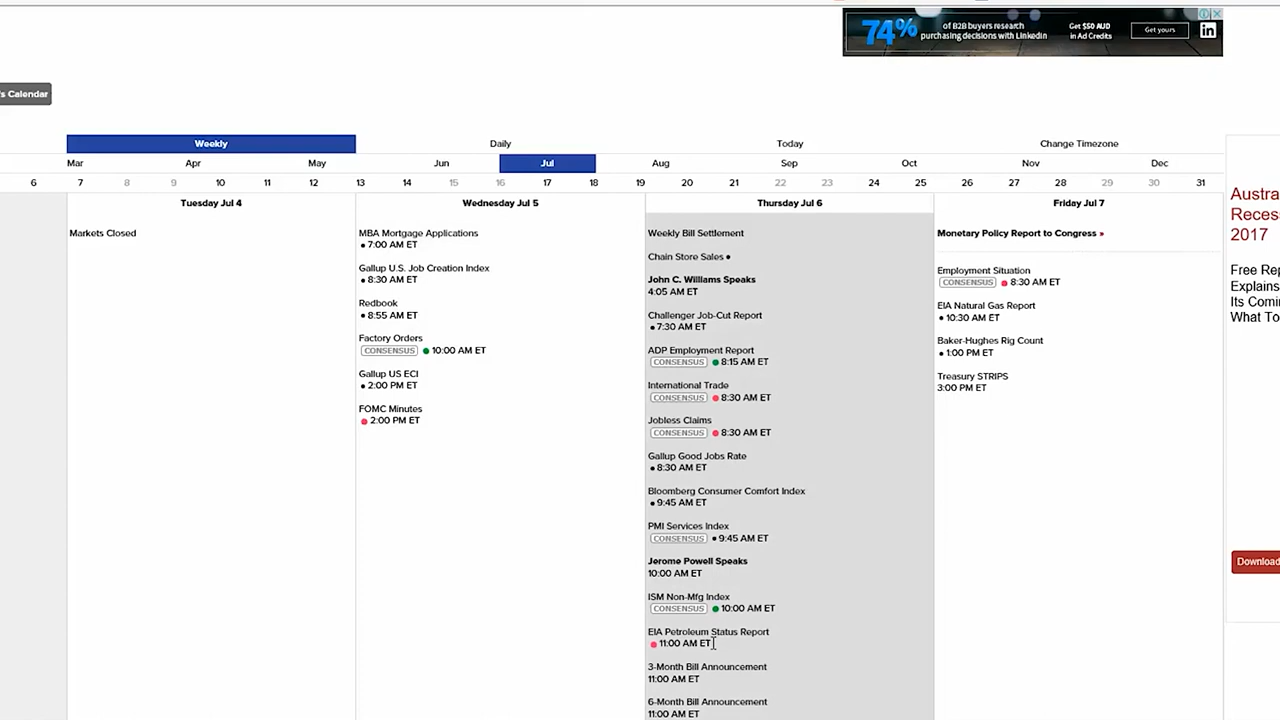 74%
of B2B buyers research
purchasing decisions with LinkedIn
Get $50 AUD
in Ad Credits
Get yours
in
's Calendar
Weekly
Daily
Today
Change Timezone
Mar Apr May Jun Jul Aug Sep Oct Nov Dec
6 7 8 9 10 11 12 13 14 15 16 17 18 19 20 21 22 23 24 25 26 27 28 29 30 31
Tuesday Jul 4
Markets Closed
Wednesday Jul 5
MBA Mortgage Applications
• 7:00 AM ET
Gallup U.S. Job Creation Index
• 8:30 AM ET
Redbook
• 8:55 AM ET
Factory Orders
CONSENSUS • 10:00 AM ET
Gallup US ECI
• 2:00 PM ET
FOMC Minutes
• 2:00 PM ET
Thursday Jul 6
Weekly Bill Settlement
Chain Store Sales •
John C. Williams Speaks
4:05 AM ET
Challenger Job-Cut Report
• 7:30 AM ET
ADP Employment Report
CONSENSUS • 8:15 AM ET
International Trade
CONSENSUS • 8:30 AM ET
Jobless Claims
CONSENSUS • 8:30 AM ET
Gallup Good Jobs Rate
• 8:30 AM ET
Bloomberg Consumer Comfort Index
• 9:45 AM ET
PMI Services Index
CONSENSUS • 9:45 AM ET
Jerome Powell Speaks
10:00 AM ET
ISM Non-Mfg Index
CONSENSUS • 10:00 AM ET
EIA Petroleum Status Report
• 11:00 AM ET
3-Month Bill Announcement
11:00 AM ET
6-Month Bill Announcement
11:00 AM ET
Friday Jul 7
Monetary Policy Report to Congress »
Employment Situation
CONSENSUS • 8:30 AM ET
EIA Natural Gas Report
• 10:30 AM ET
Baker-Hughes Rig Count
• 1:00 PM ET
Treasury STRIPS
3:00 PM ET
Austra
Reces
2017
Free Rep
Explains
Its Comi
What To
Download